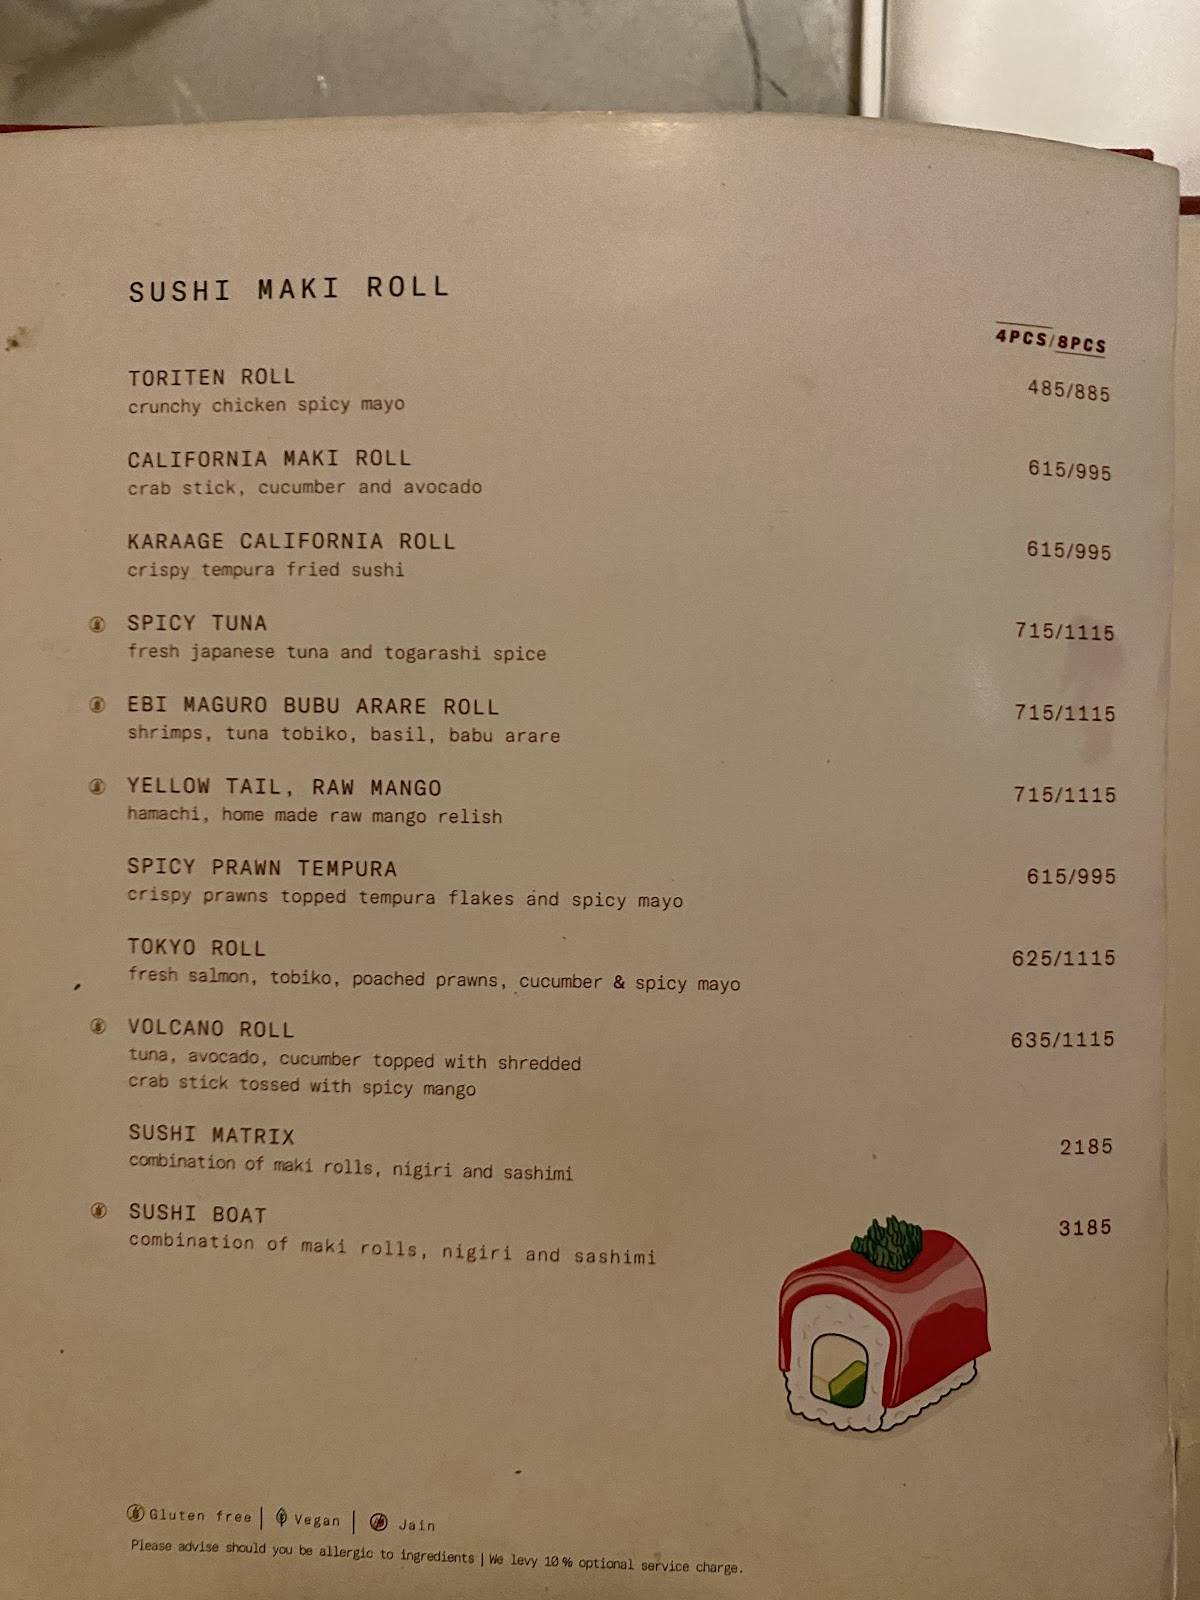 SUSHI MAKI ROLL
4PCS/8PCS
TORITEN ROLL 485/885
crunchy chicken spicy mayo
CALIFORNIA MAKI ROLL 615/995
crab stick, cucumber and avocado
KARAAGE CALIFORNIA ROLL 615/995
crispy tempura fried sushi
SPICY TUNA 715/1115
fresh japanese tuna and togarashi spice
EBI MAGURO BUBU ARARE ROLL 715/1115
shrimps, tuna tobiko, basil, babu arare
YELLOW TAIL, RAW MANGO 715/1115
hamachi, home made raw mango relish
SPICY PRAWN TEMPURA 615/995
crispy prawns topped tempura flakes and spicy mayo
TOKYO ROLL 625/1115
fresh salmon, tobiko, poached prawns, cucumber & spicy mayo
VOLCANO ROLL 635/1115
tuna, avocado, cucumber topped with shredded
crab stick tossed with spicy mango
SUSHI MATRIX 2185
combination of maki rolls, nigiri and sashimi
SUSHI BOAT 3185
combination of maki rolls, nigiri and sashimi
Gluten free | Vegan | Jain
Please advise should you be allergic to ingredients | We levy 10% optional service charge.